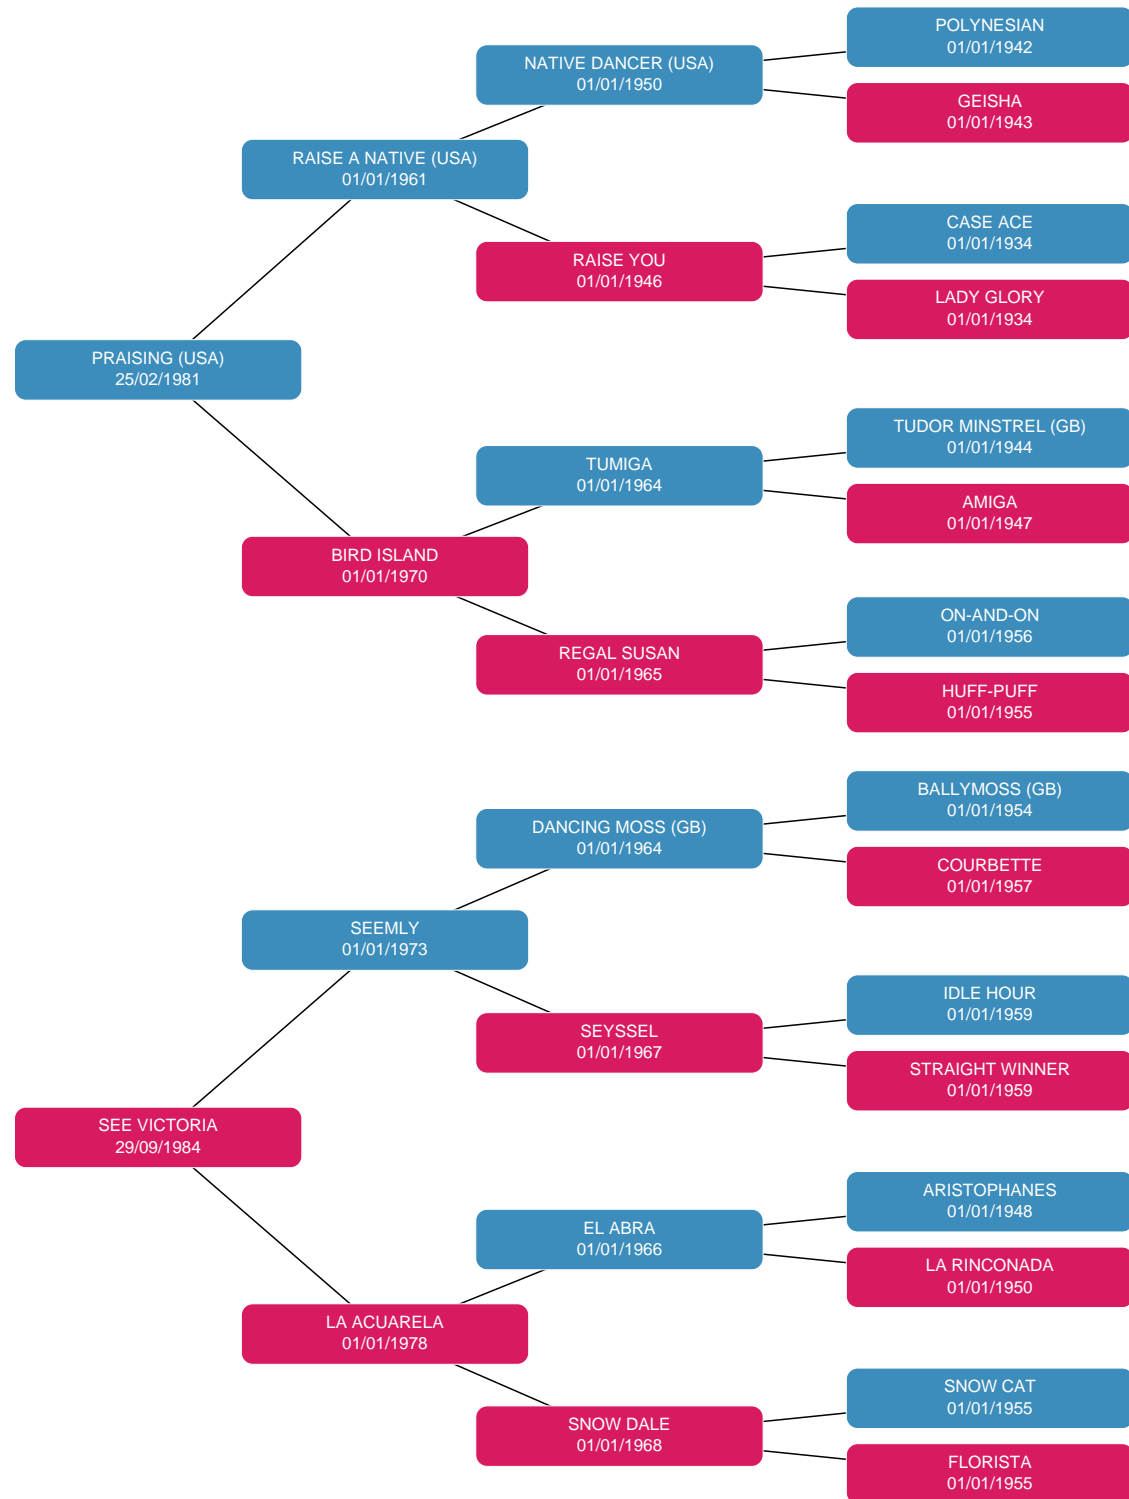 POLYNESIAN
01/01/1942
NATIVE DANCER (USA)
01/01/1950
GEISHA
01/01/1943
RAISE A NATIVE (USA)
01/01/1961
CASE ACE
01/01/1934
RAISE YOU
01/01/1946
LADY GLORY
01/01/1934
PRAISING (USA)
25/02/1981
TUDOR MINSTREL (GB)
01/01/1944
TUMIGA
01/01/1964
AMIGA
01/01/1947
BIRD ISLAND
01/01/1970
ON-AND-ON
01/01/1956
REGAL SUSAN
01/01/1965
HUFF-PUFF
01/01/1955
BALLYMOSS (GB)
01/01/1954
DANCING MOSS (GB)
01/01/1964
COURBETTE
01/01/1957
SEEMLY
01/01/1973
IDLE HOUR
01/01/1959
SEYSSEL
01/01/1967
STRAIGHT WINNER
01/01/1959
SEE VICTORIA
29/09/1984
ARISTOPHANES
01/01/1948
EL ABRA
01/01/1966
LA RINCONADA
01/01/1950
LA ACUARELA
01/01/1978
SNOW CAT
01/01/1955
SNOW DALE
01/01/1968
FLORISTA
01/01/1955